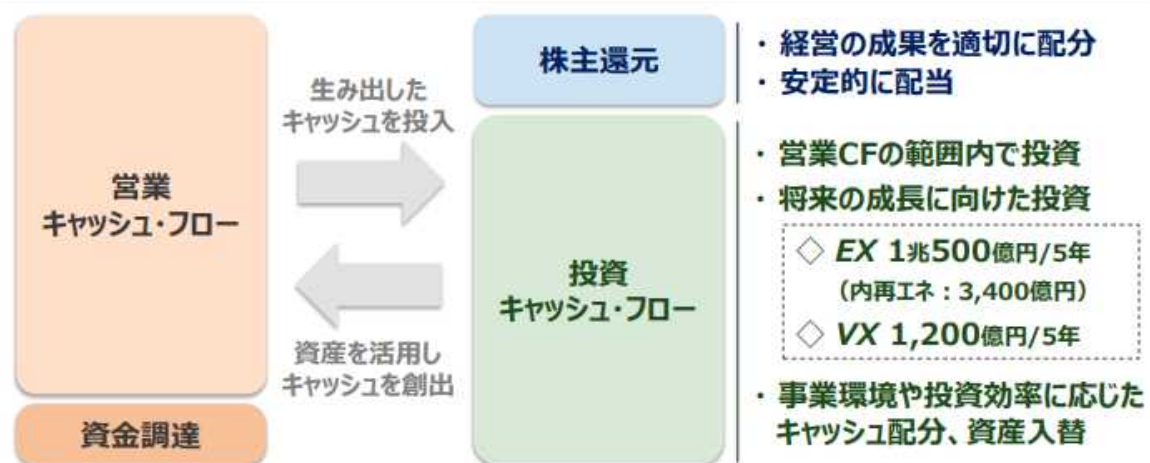 営業
キャッシュ・フロー
資金調達
生み出した
キャッシュを投入
資産を活用し
キャッシュを創出
株主還元
投資
キャッシュ・フロー
・ 経営の成果を適切に配分
・ 安定的に配当
・ 営業CFの範囲内で投資
・ 将来の成長に向けた投資
◇ EX 1兆500億円/5年
（内再エネ：3,400億円）
◇ VX 1,200億円/5年
・ 事業環境や投資効率に応じた
キャッシュ配分、資産入替